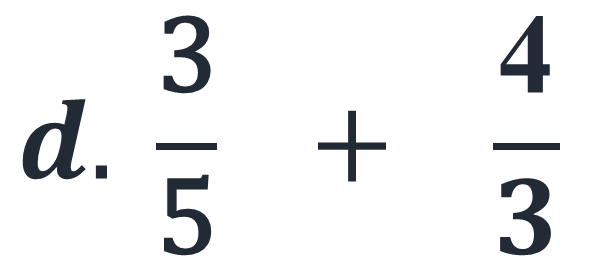 d. 3/5 + 4/3